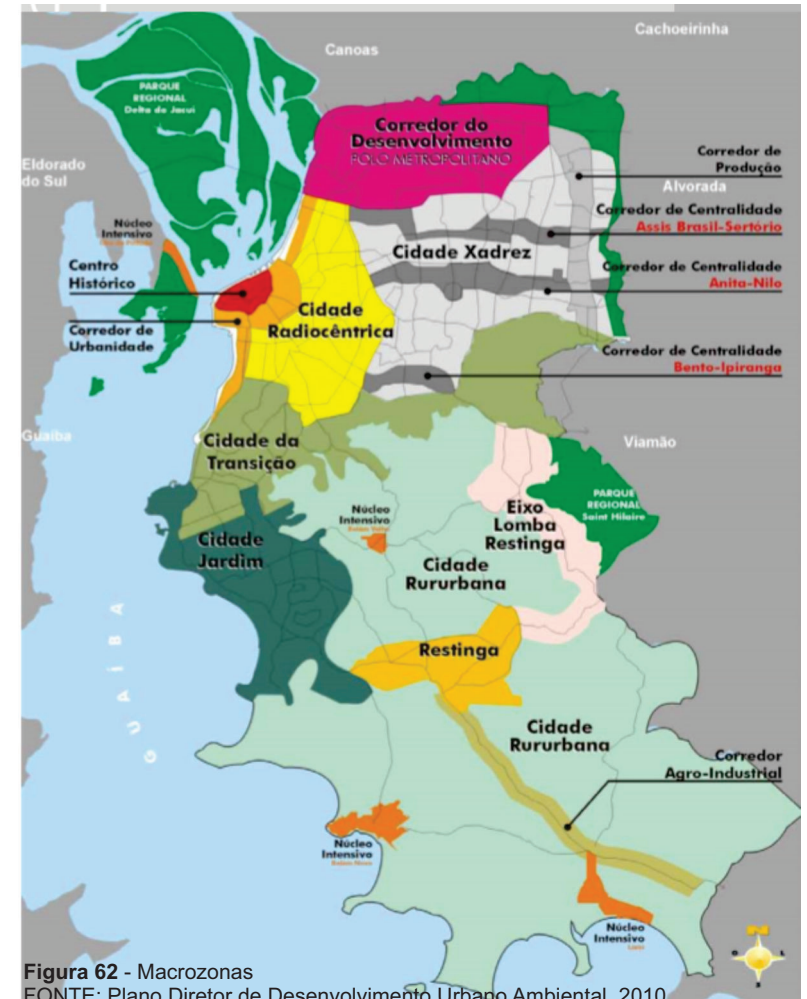 Cachoeirinha
Canoas
PARQUE
REGIONAL
Delta do Jacuí
Corredor do
Desenvolvimento
POLO METROPOLITANO
Corredor de
Produção
Eldorado
do Sul
Alvorada
Corredor de Centralidade
Assis Brasil-Sertório
Núcleo
Intensivo
Cidade Xadrez
Centro
Histórico
Corredor de Centralidade
Anita-Nilo
Cidade
Radiocêntrica
Corredor de
Urbanidade
Corredor de Centralidade
Bento-Ipiranga
Guaíba
Cidade da
Transição
Viamão
PARQUE
REGIONAL
Saint Hilaire
Núcleo
Intensivo
Eixo
Lomba
Restinga
Cidade
Jardim
Cidade
Rururbana
GUAÍBA
Restinga
Cidade
Rururbana
Corredor
Agro-Industrial
Núcleo
Intensivo
Núcleo
Intensivo
N
O L
S
Figura 62 - Macrozonas
FONTE: Plano Diretor de Desenvolvimento Urbano Ambiental, 2010